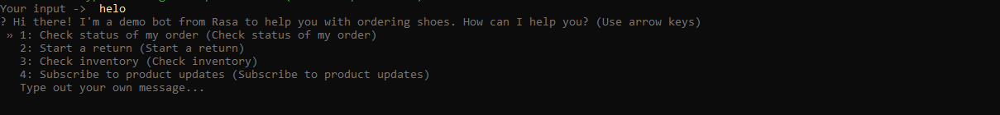 Your input ->  helo
? Hi there! I'm a demo bot from Rasa to help you with ordering shoes. How can I help you? (Use arrow keys)
» 1: Check status of my order (Check status of my order)
2: Start a return (Start a return)
3: Check inventory (Check inventory)
4: Subscribe to product updates (Subscribe to product updates)
Type out your own message...